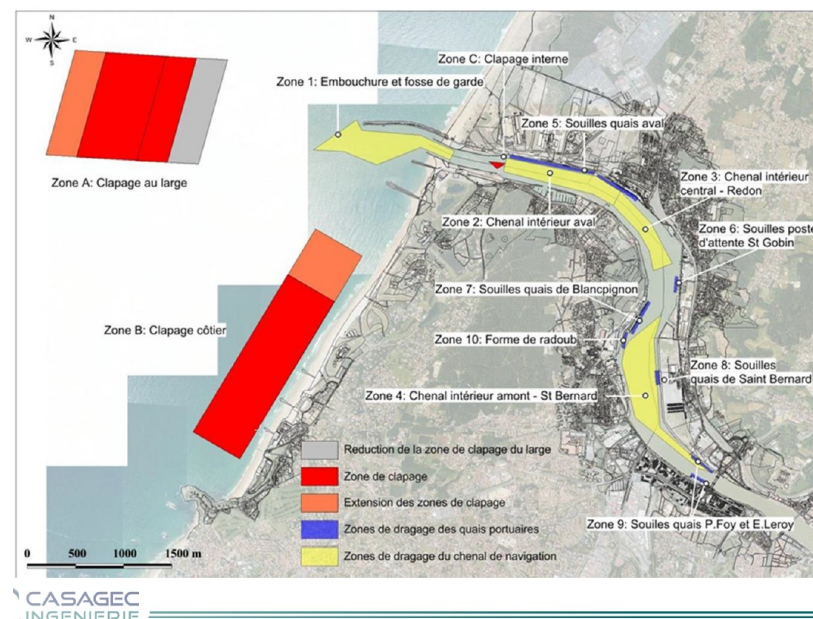 N
W E
S
Zone C: Clapage interne
Zone 1: Embouchure et fosse de garde
Zone 5: Souilles quais aval
Zone A: Clapage au large
Zone 3: Chenal intérieur
central - Redon
Zone 2: Chenal intérieur aval
Zone 6: Souilles poste
d'attente St Gobin
Zone 7: Souilles quais de Blancpignon
Zone B: Clapage côtier
Zone 10: Forme de radoub
Zone 8: Souilles
quais de Saint Bernard
Zone 4: Chenal intérieur amont - St Bernard
Reduction de la zone de clapage du large
Zone de clapage
Extension des zones de clapage
Zones de dragage des quais portuaires
Zone 9: Souiles quais P.Foy et E.Leroy
Zones de dragage du chenal de navigation
0 500 1000 1500 m
CASAGEC
INGENIERIE